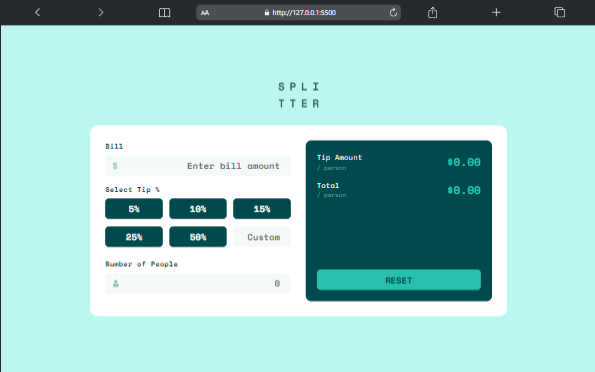 AA http://127.0.0.1:5500
SPLI
TTER
Bill
$ Enter bill amount
Select Tip %
5% 10% 15%
25% 50% Custom
Number of People
0
Tip Amount
/ person
$0.00
Total
/ person
$0.00
RESET